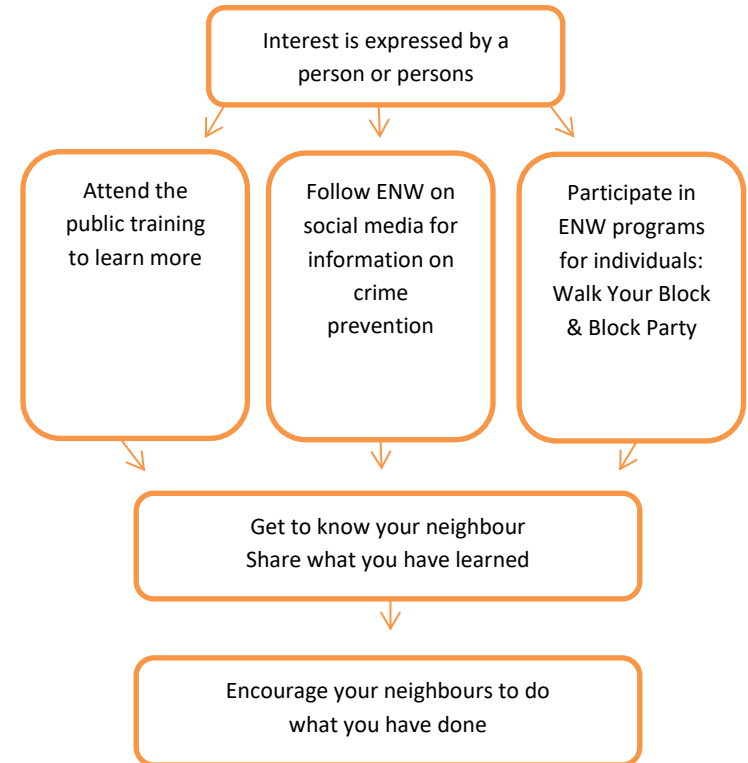 Interest is expressed by a
person or persons
Attend the
public training
to learn more
Follow ENW on
social media for
information on
crime
prevention
Participate in
ENW programs
for individuals:
Walk Your Block
& Block Party
Get to know your neighbour
Share what you have learned
Encourage your neighbours to do
what you have done